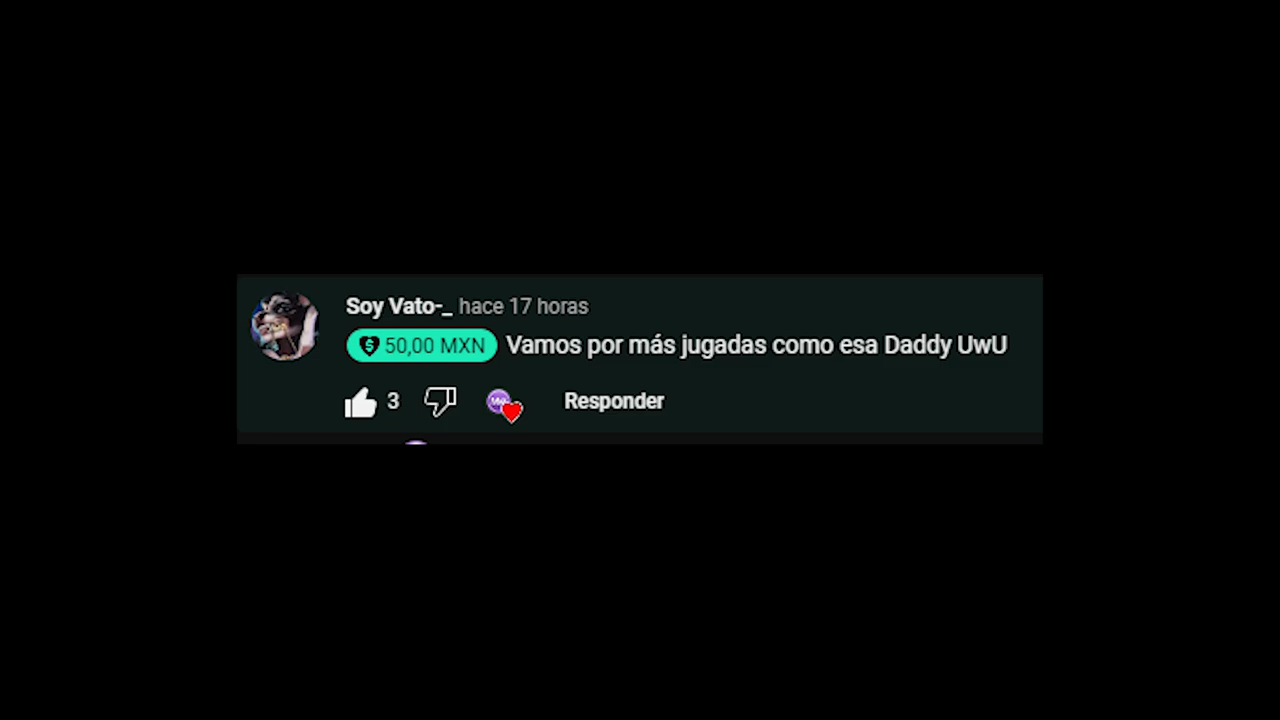 Soy Vato-_ hace 17 horas
50,00 MXN Vamos por más jugadas como esa Daddy UwU
3 Responder